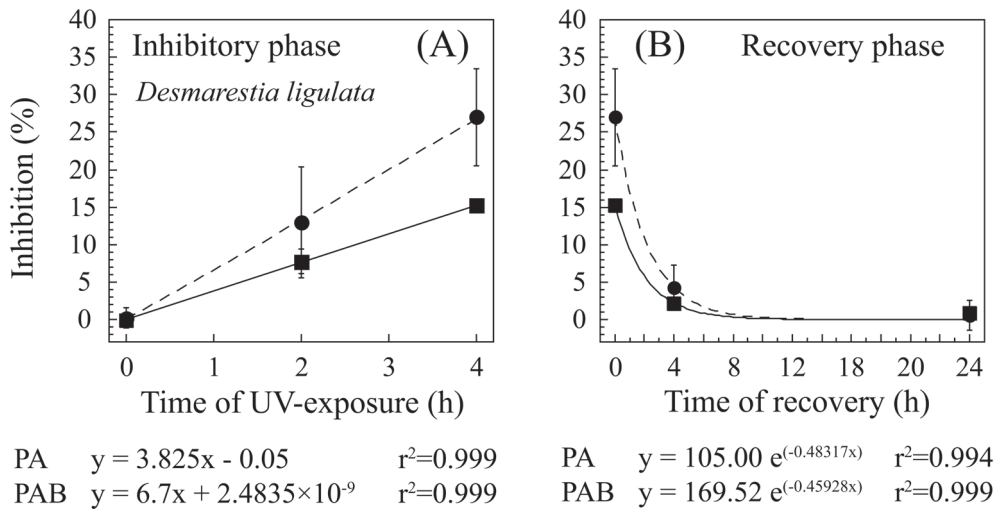 Inhibitory phase (A)
Desmarestia ligulata
Inhibition (%)
40
35
30
25
20
15
10
5
0
0 1 2 3 4
Time of UV-exposure (h)
(B) Recovery phase
40
35
30
25
20
15
10
5
0
0 4 8 12 18 20 24
Time of recovery (h)
PA y = 3.825x - 0.05 r²=0.999
PAB y = 6.7x + 2.4835×10⁻⁹ r²=0.999
PA y = 105.00 e⁽⁻⁰·⁴⁸³¹⁷ˣ⁾ r²=0.994
PAB y = 169.52 e⁽⁻⁰·⁴⁵⁹²⁸ˣ⁾ r²=0.999